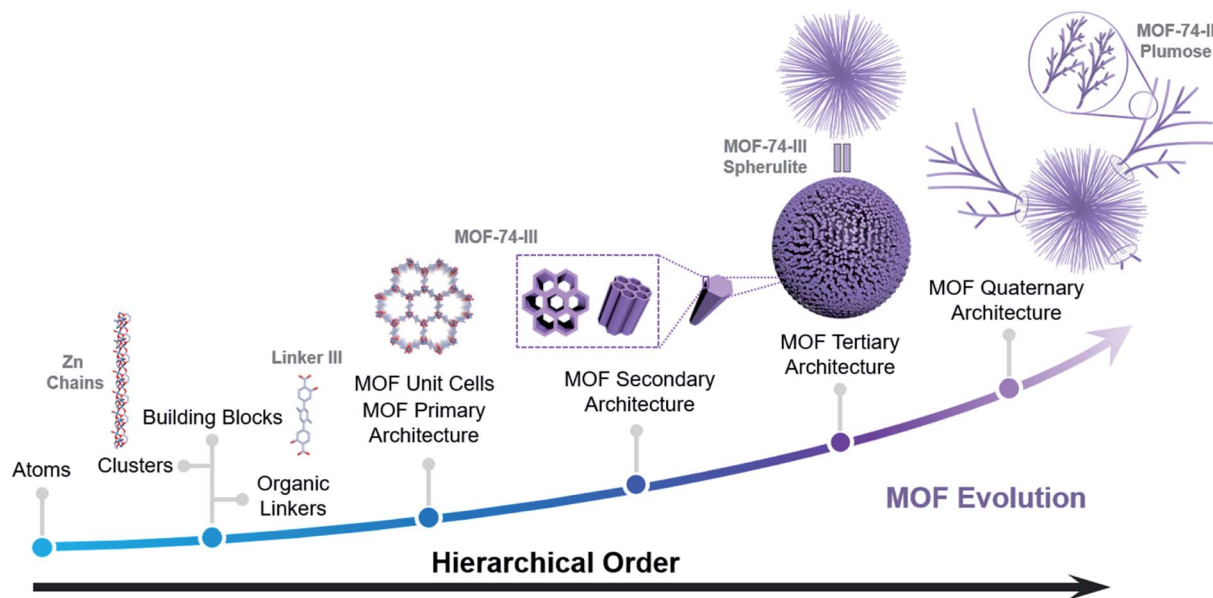 MOF-74-II
Plumose
MOF-74-III
Spherulite
MOF-74-III
Zn
Chains
Linker III
Atoms
Clusters
Building Blocks
Organic
Linkers
MOF Unit Cells
MOF Primary
Architecture
MOF Secondary
Architecture
MOF Tertiary
Architecture
MOF Quaternary
Architecture
MOF Evolution
Hierarchical Order